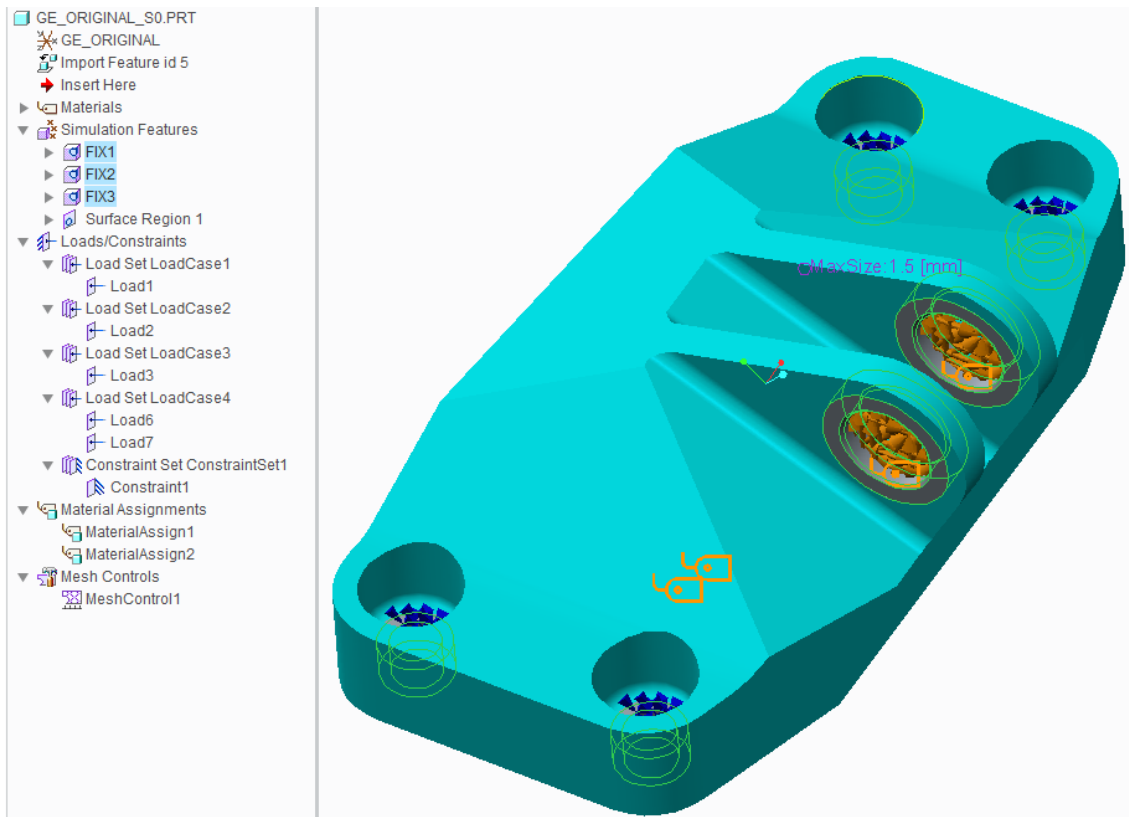 GE_ORIGINAL_S0.PRT
GE_ORIGINAL
Import Feature id 5
Insert Here
Materials
Simulation Features
FIX1
FIX2
FIX3
Surface Region 1
Loads/Constraints
Load Set LoadCase1
Load1
Load Set LoadCase2
Load2
Load Set LoadCase3
Load3
Load Set LoadCase4
Load6
Load7
Constraint Set ConstraintSet1
Constraint1
Material Assignments
MaterialAssign1
MaterialAssign2
Mesh Controls
MeshControl1
MaxSize:1.5 [mm]